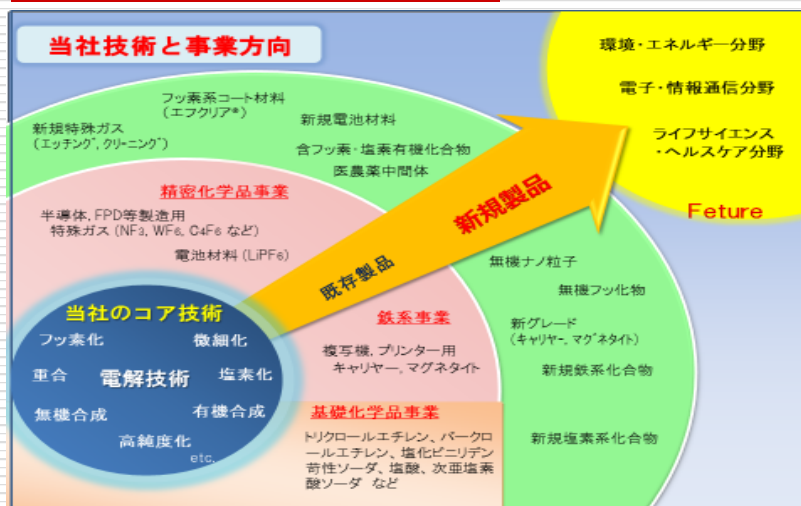 当社技術と事業方向
環境・エネルギー分野
電子・情報通信分野
ライフサイエンス
・ヘルスケア分野
Feture
フッ素系コート材料
(エフクリア®)
新規特殊ガス
(エッチング, クリーニング)
新規電池材料
含フッ素・塩素有機化合物
医農薬中間体
精密化学品事業
半導体, FPD等製造用
特殊ガス (NF₃, WF₆, C₄F₆ など)
電池材料 (LiPF₆)
新規製品
既存製品
無機ナノ粒子
無機フッ化物
新グレード
(キャリヤー, マグネタイト)
新規鉄系化合物
新規塩素系化合物
当社のコア技術
フッ素化
微細化
重合
電解技術
塩素化
無機合成
有機合成
高純度化
etc.
鉄系事業
複写機, プリンター用
キャリヤー, マグネタイト
基礎化学品事業
トリクロールエチレン、パークロ
ールエチレン、塩化ビニリデン
苛性ソーダ、塩酸、次亜塩素
酸ソーダ など